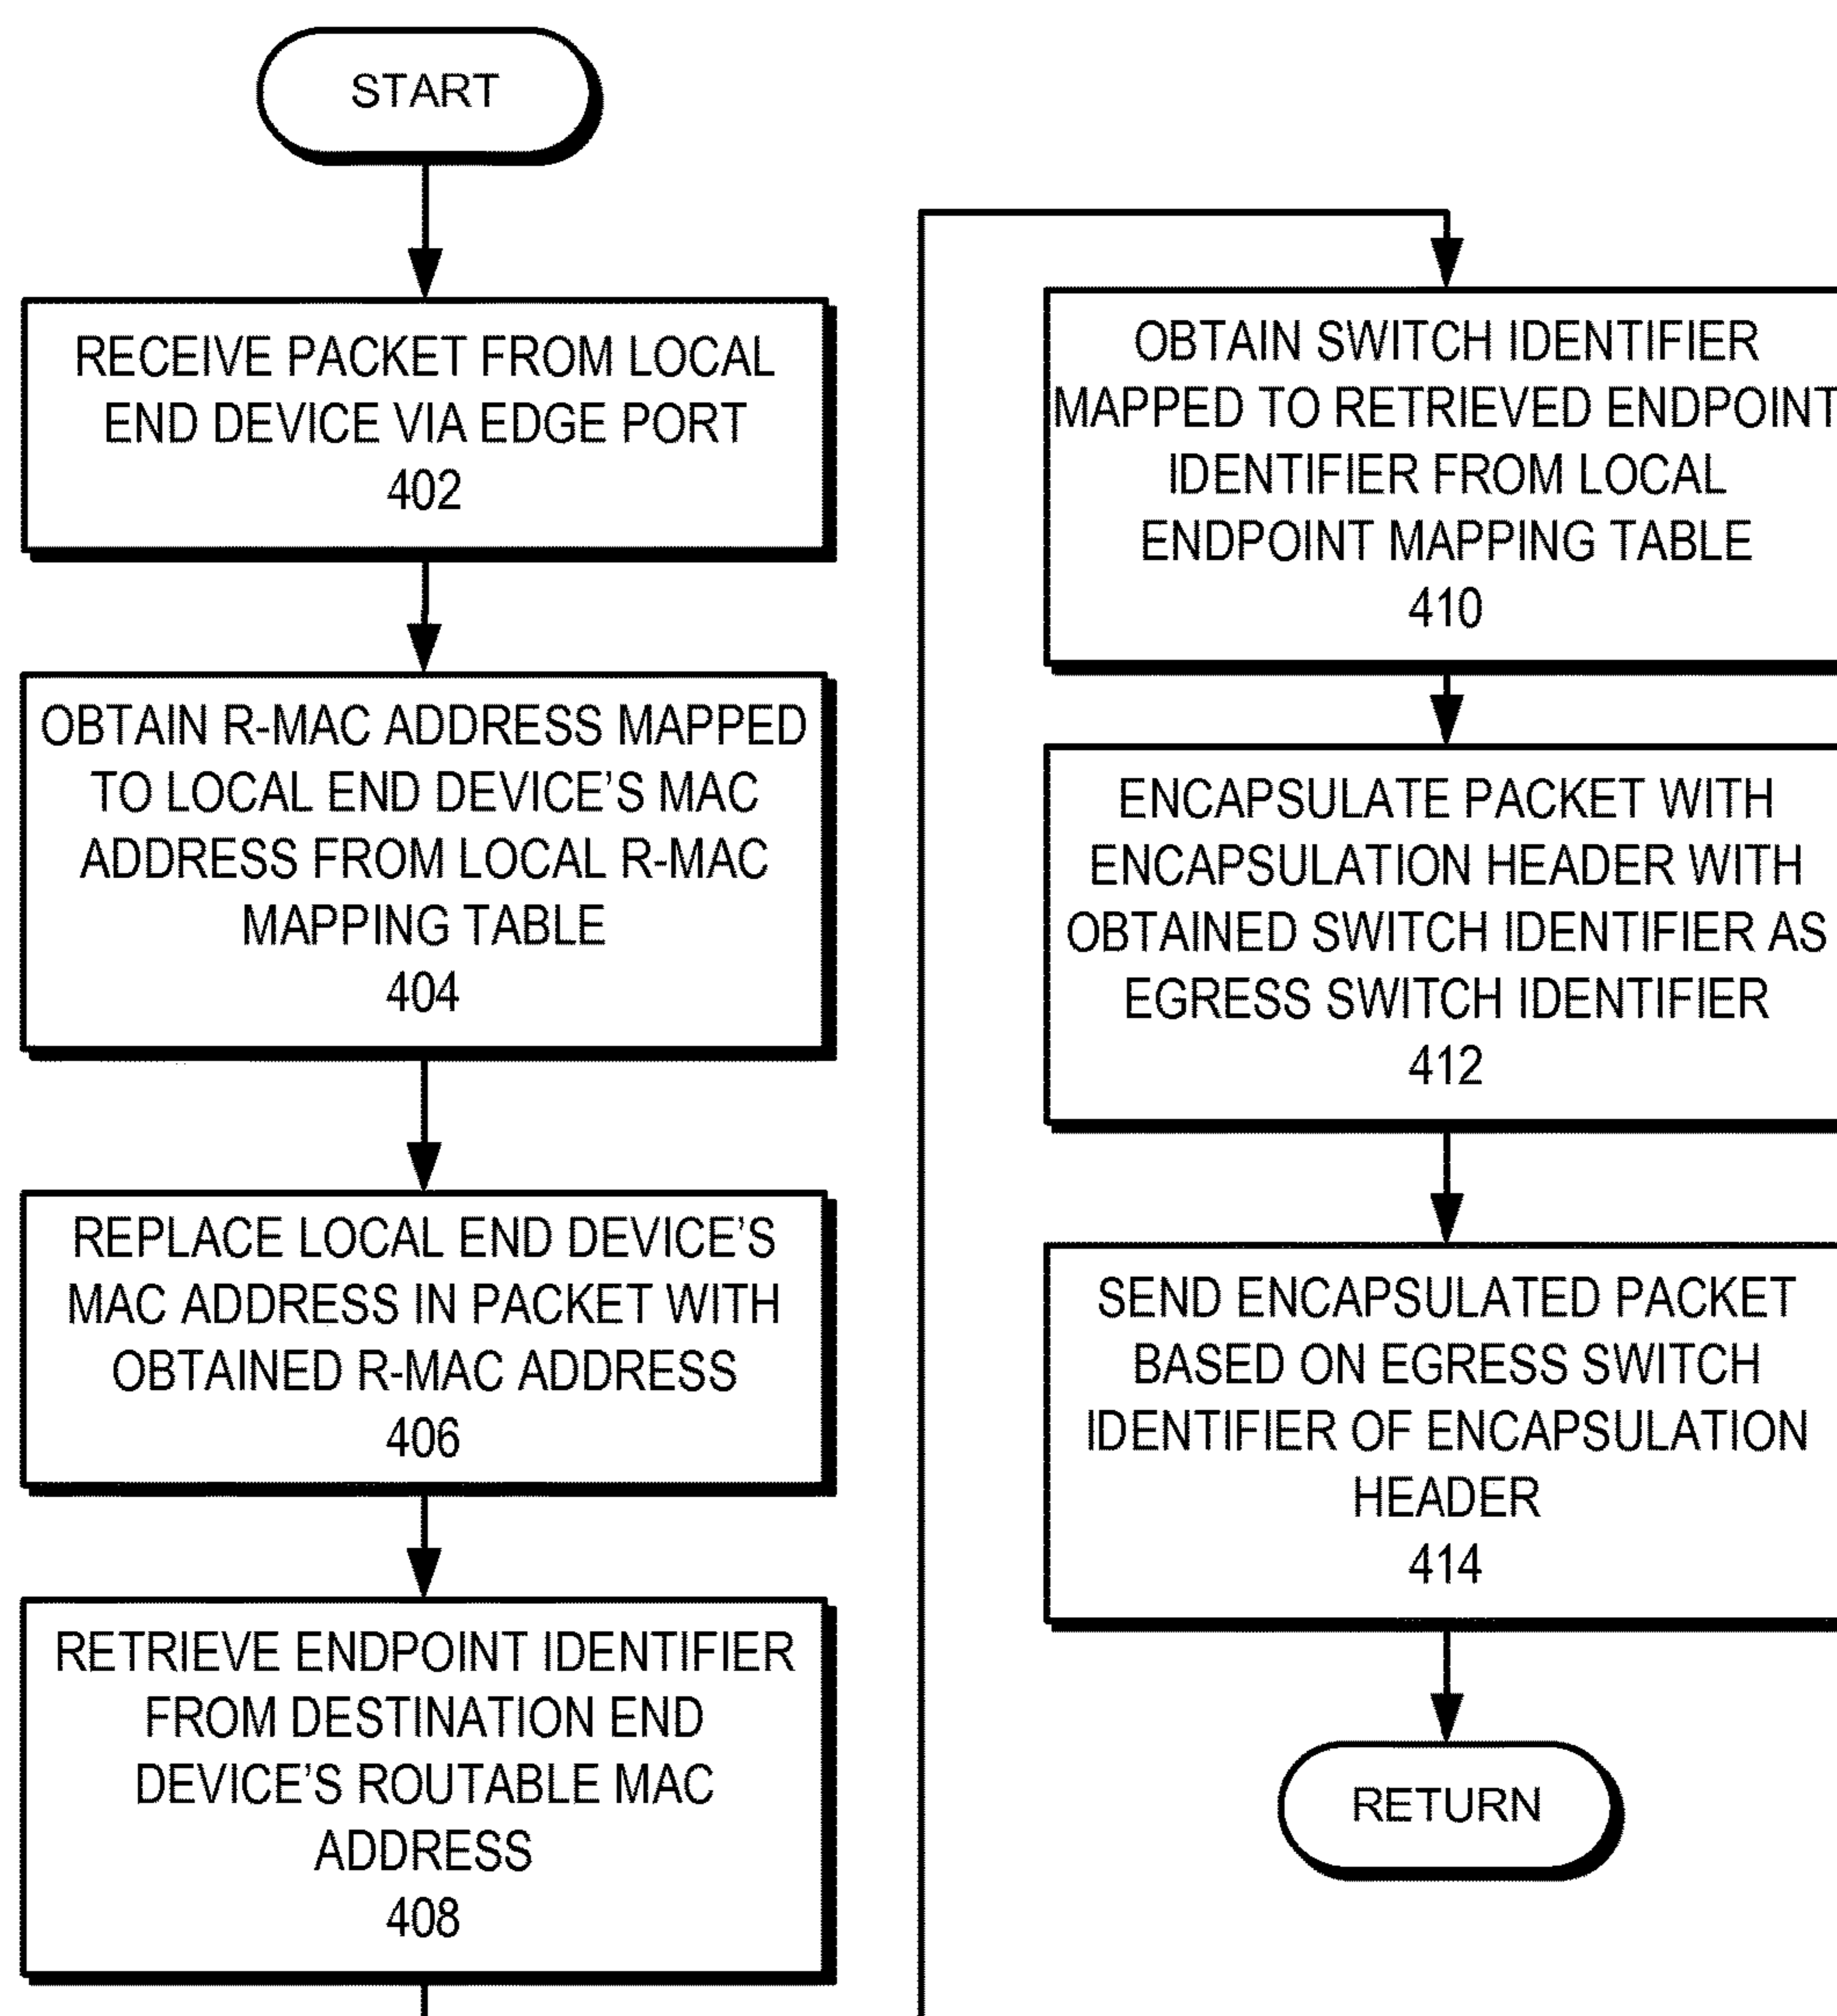 START
RECEIVE PACKET FROM LOCAL
END DEVICE VIA EDGE PORT
402
OBTAIN R-MAC ADDRESS MAPPED
TO LOCAL END DEVICE'S MAC
ADDRESS FROM LOCAL R-MAC
MAPPING TABLE
404
REPLACE LOCAL END DEVICE'S
MAC ADDRESS IN PACKET WITH
OBTAINED R-MAC ADDRESS
406
RETRIEVE ENDPOINT IDENTIFIER
FROM DESTINATION END
DEVICE'S ROUTABLE MAC
ADDRESS
408
OBTAIN SWITCH IDENTIFIER
MAPPED TO RETRIEVED ENDPOINT
IDENTIFIER FROM LOCAL
ENDPOINT MAPPING TABLE
410
ENCAPSULATE PACKET WITH
ENCAPSULATION HEADER WITH
OBTAINED SWITCH IDENTIFIER AS
EGRESS SWITCH IDENTIFIER
412
SEND ENCAPSULATED PACKET
BASED ON EGRESS SWITCH
IDENTIFIER OF ENCAPSULATION
HEADER
414
RETURN